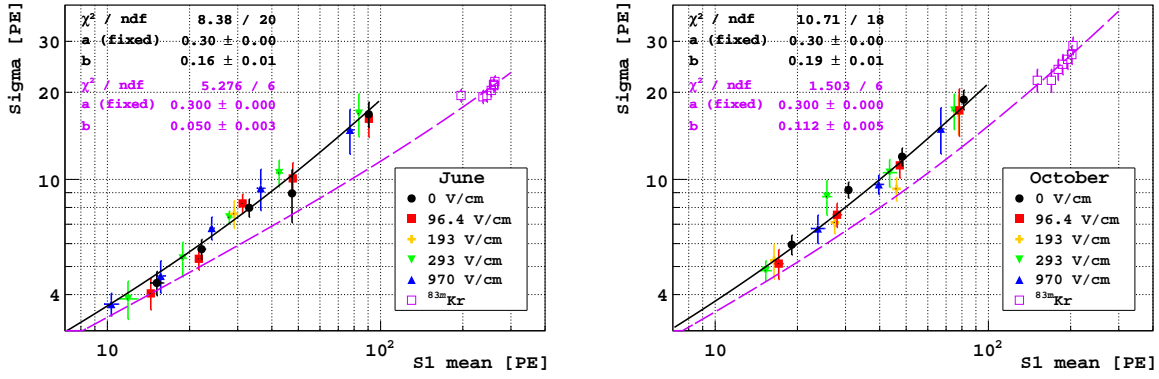 χ² / ndf 8.38 / 20
a (fixed) 0.30 ± 0.00
b 0.16 ± 0.01
χ² / ndf 5.276 / 6
a (fixed) 0.300 ± 0.000
b 0.050 ± 0.003
Sigma [PE]
30
20
10
4
June
0 V/cm
96.4 V/cm
193 V/cm
293 V/cm
970 V/cm
⁸³ᵐKr
10
10²
S1 mean [PE]
χ² / ndf 10.71 / 18
a (fixed) 0.30 ± 0.00
b 0.19 ± 0.01
χ² / ndf 1.503 / 6
a (fixed) 0.300 ± 0.000
b 0.112 ± 0.005
Sigma [PE]
30
20
10
4
October
0 V/cm
96.4 V/cm
193 V/cm
293 V/cm
970 V/cm
⁸³ᵐKr
10
10²
S1 mean [PE]